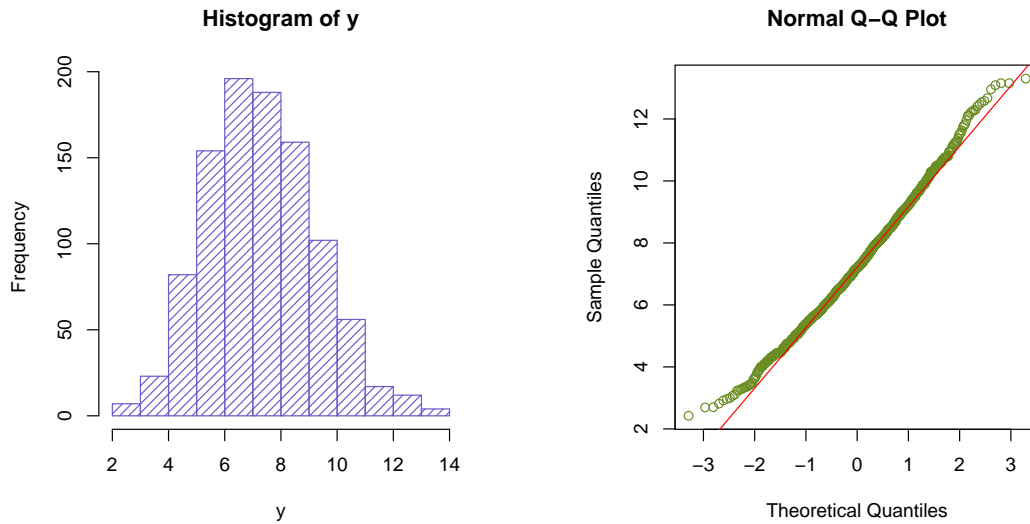 Histogram of y
Frequency
0
50
100
150
200
2 4 6 8 10 12 14
y
Normal Q−Q Plot
Sample Quantiles
2
4
6
8
10
12
−3 −2 −1 0 1 2 3
Theoretical Quantiles